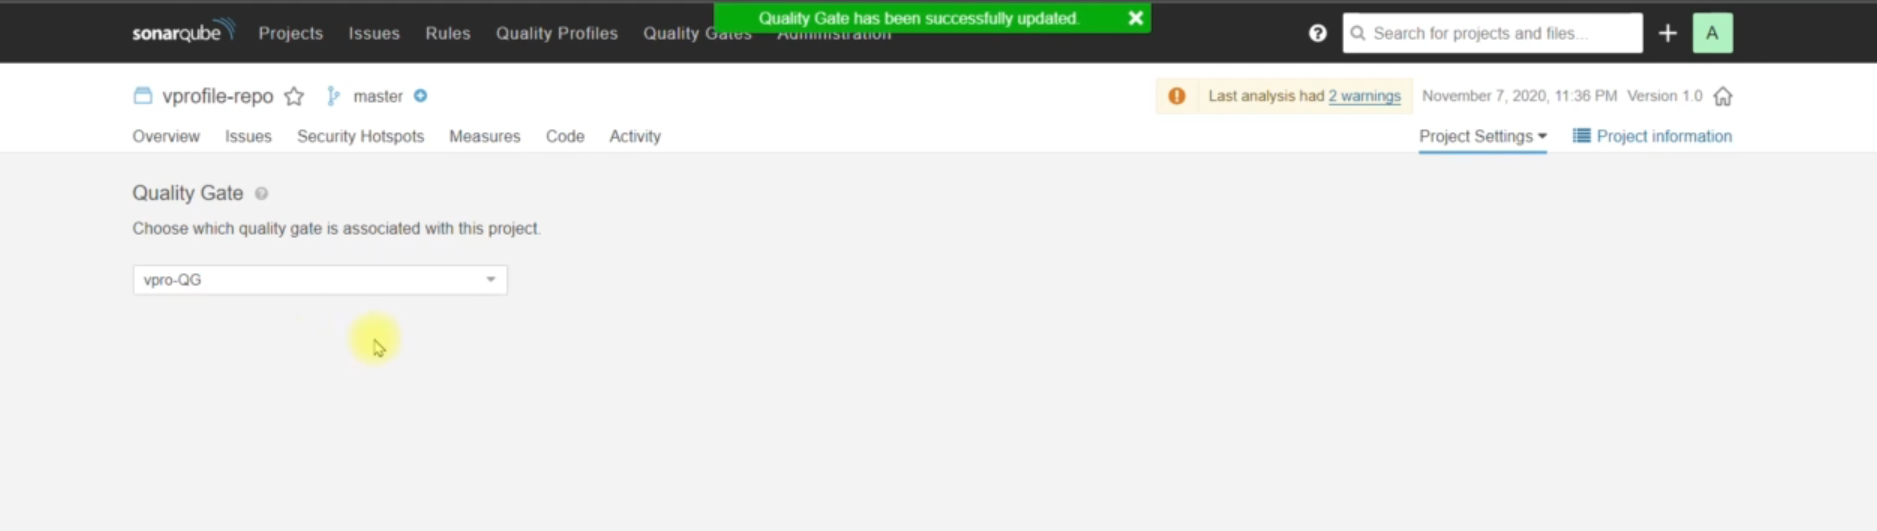 Quality Gate has been successfully updated.
sonarqube Projects Issues Rules Quality Profiles Quality Gates Administration Search for projects and files... A
vprofile-repo master Last analysis had 2 warnings November 7, 2020, 11:36 PM Version 1.0
Overview Issues Security Hotspots Measures Code Activity Project Settings Project information
Quality Gate
Choose which quality gate is associated with this project.
vpro-QG